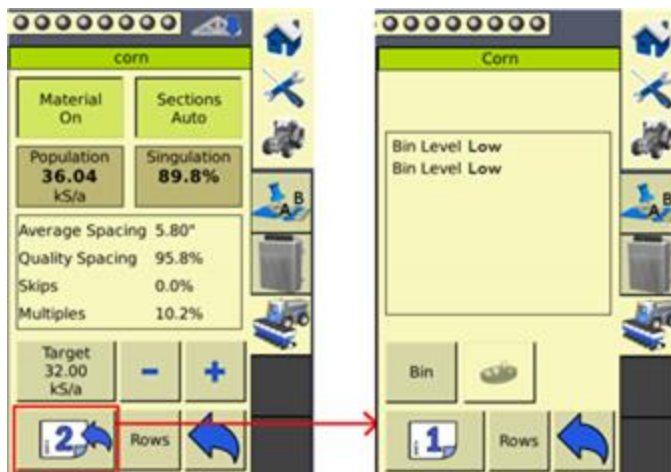 corn
Material On
Sections Auto
Population 36.04 kS/a
Singulation 89.8%
Average Spacing 5.80"
Quality Spacing 95.8%
Skips 0.0%
Multiples 10.2%
Target 32.00 kS/a
- +
2
Rows
A B
Corn
Bin Level Low
Bin Level Low
Bin
1
Rows
A B